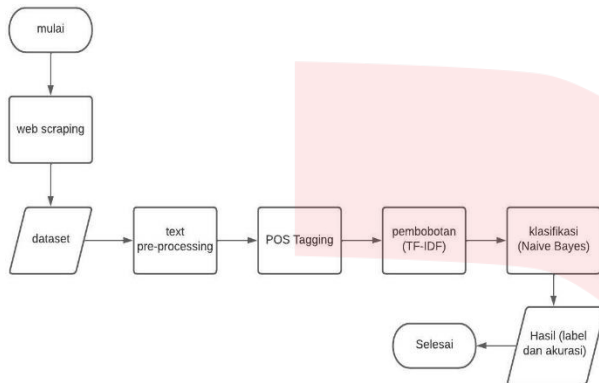 mulai
web scraping
dataset
text
pre-processing
POS Tagging
pembobotan
(TF-IDF)
klasifikasi
(Naive Bayes)
Hasil (label
dan akurasi)
Selesai